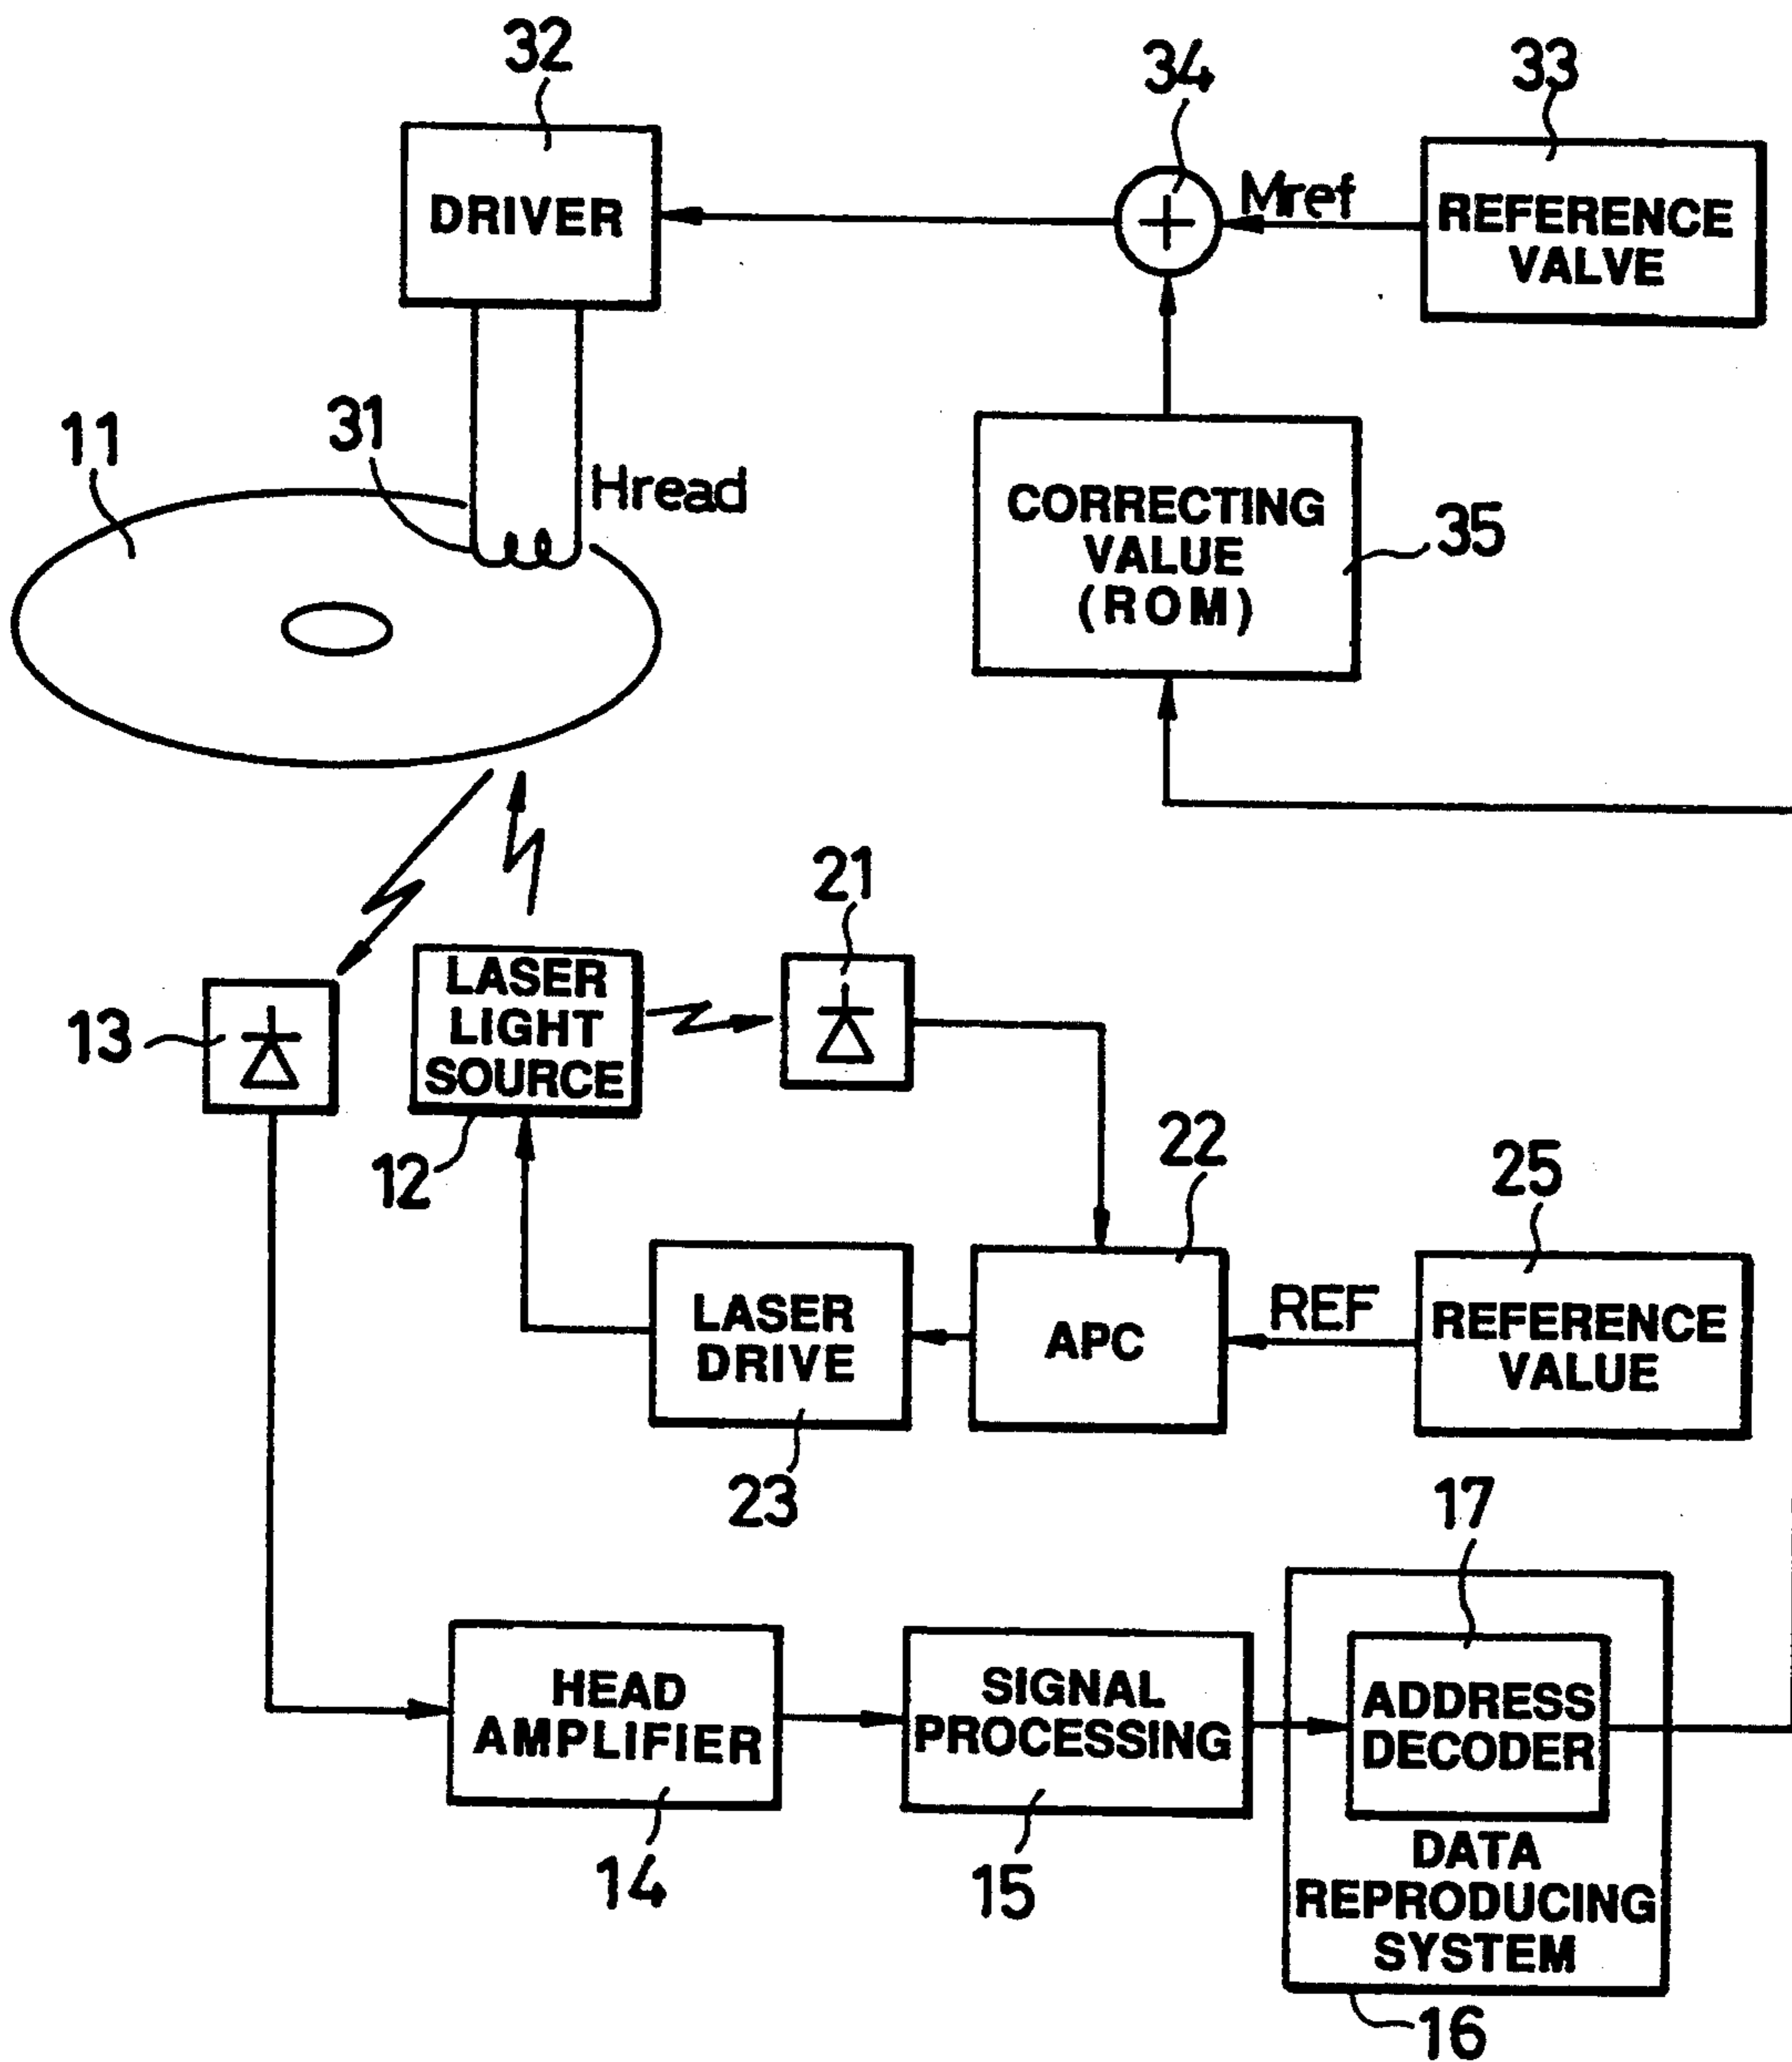 32
34
33
DRIVER
Mref
REFERENCE
VALVE
31
11
Hread
CORRECTING
VALUE
(ROM)
35
21
13
LASER
LIGHT
SOURCE
12
22
25
LASER
DRIVE
APC
REF
REFERENCE
VALUE
23
17
HEAD
AMPLIFIER
SIGNAL
PROCESSING
ADDRESS
DECODER
14
15
DATA
REPRODUCING
SYSTEM
16